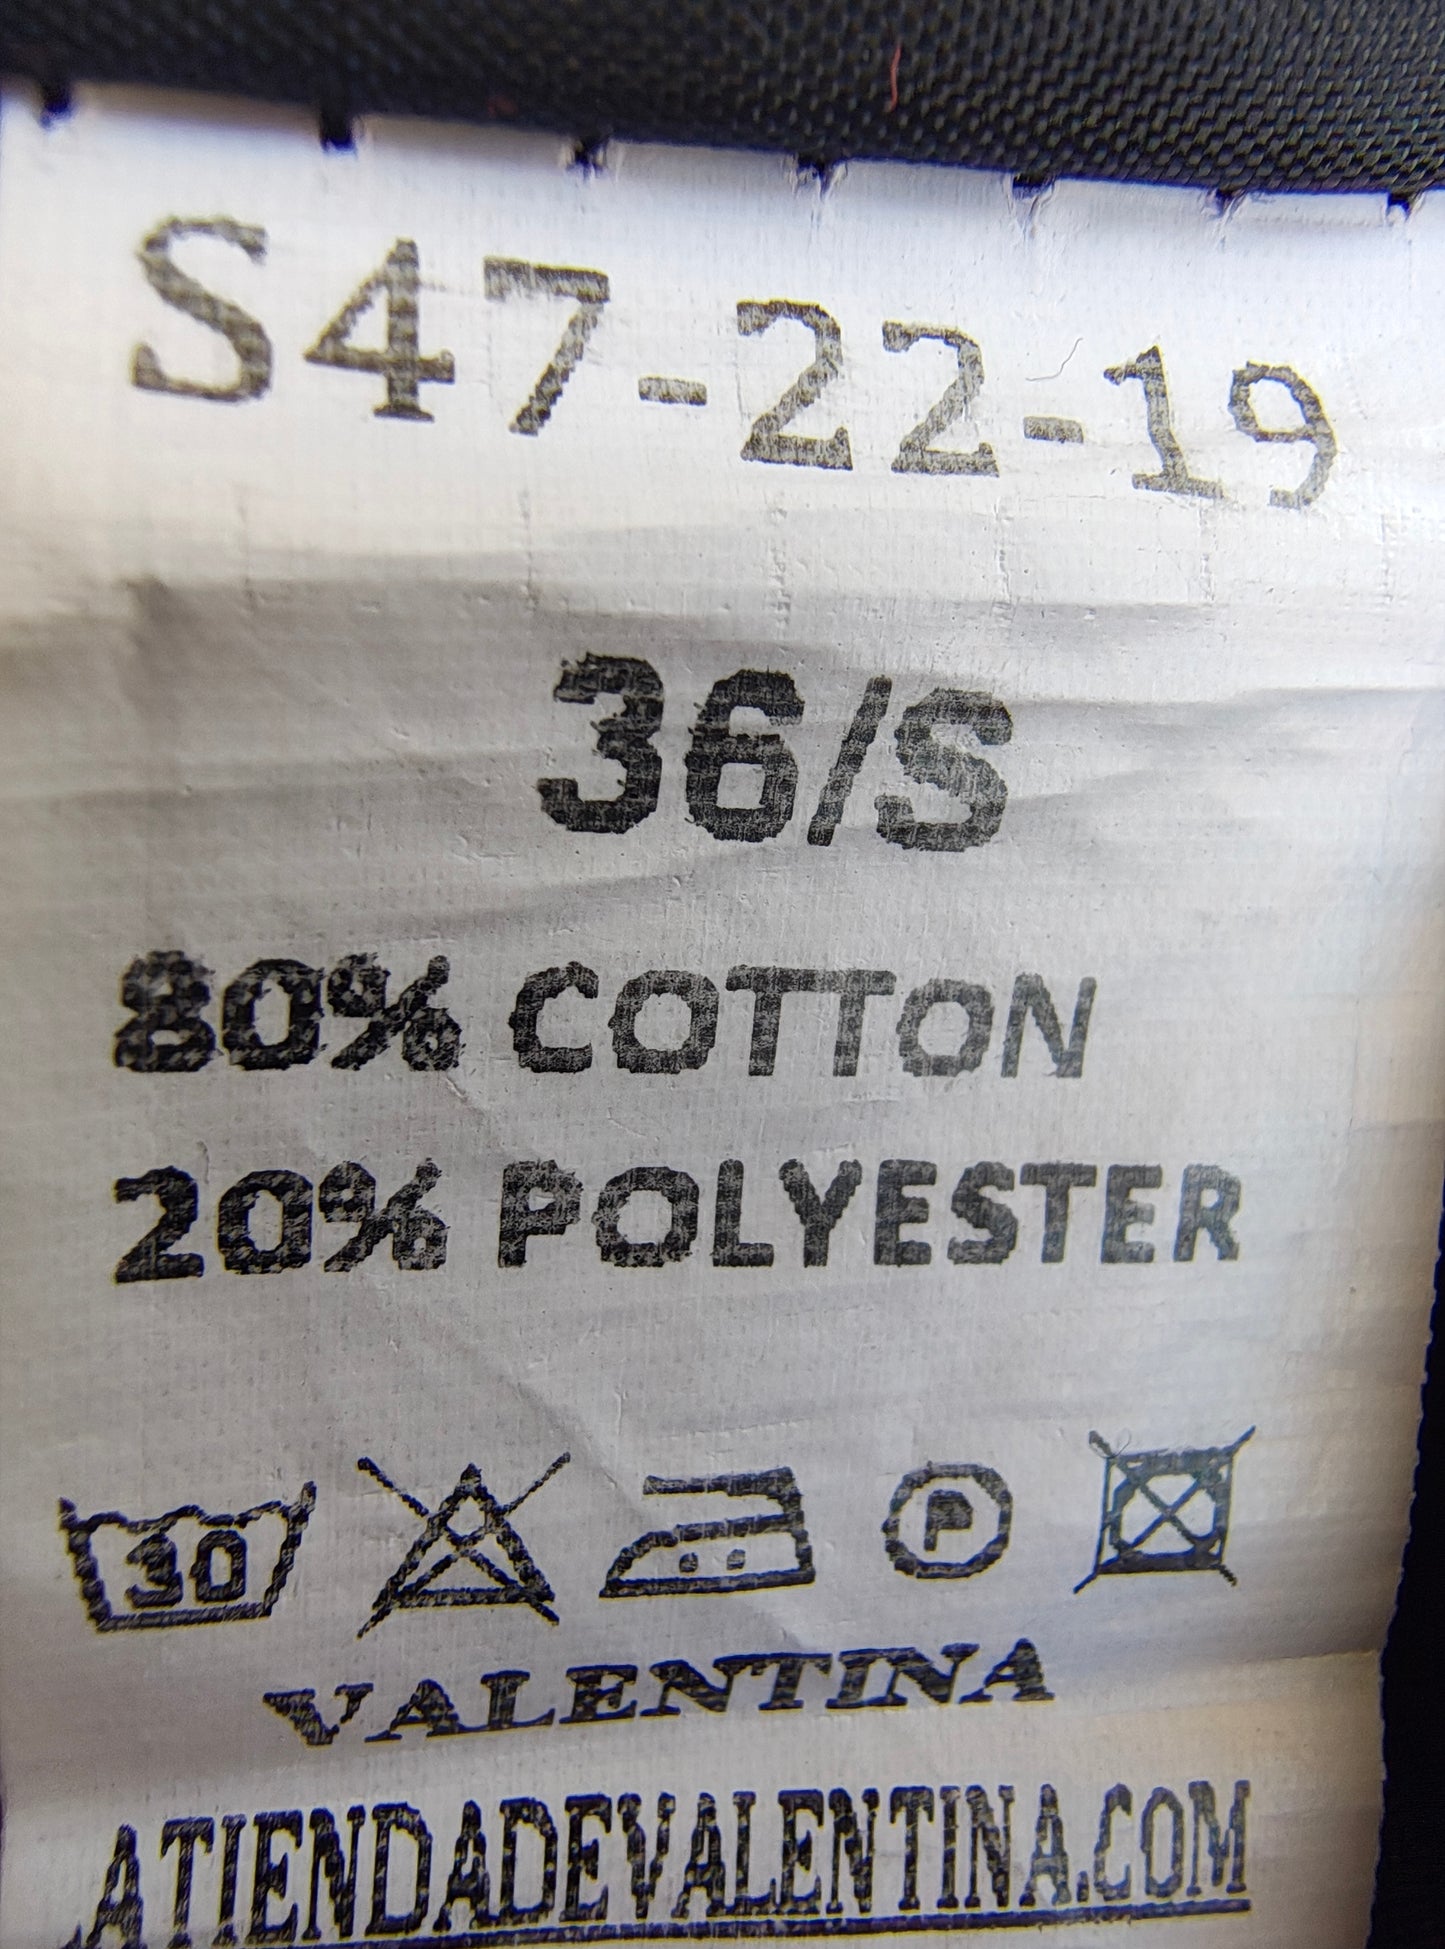 S47-22-19
36/S
80% COTTON
20% POLYESTER
30 P
VALENTINA
ATIENDADEVALENTINA.COM